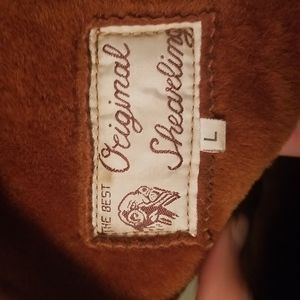 THE BEST
Original
Shearling
L